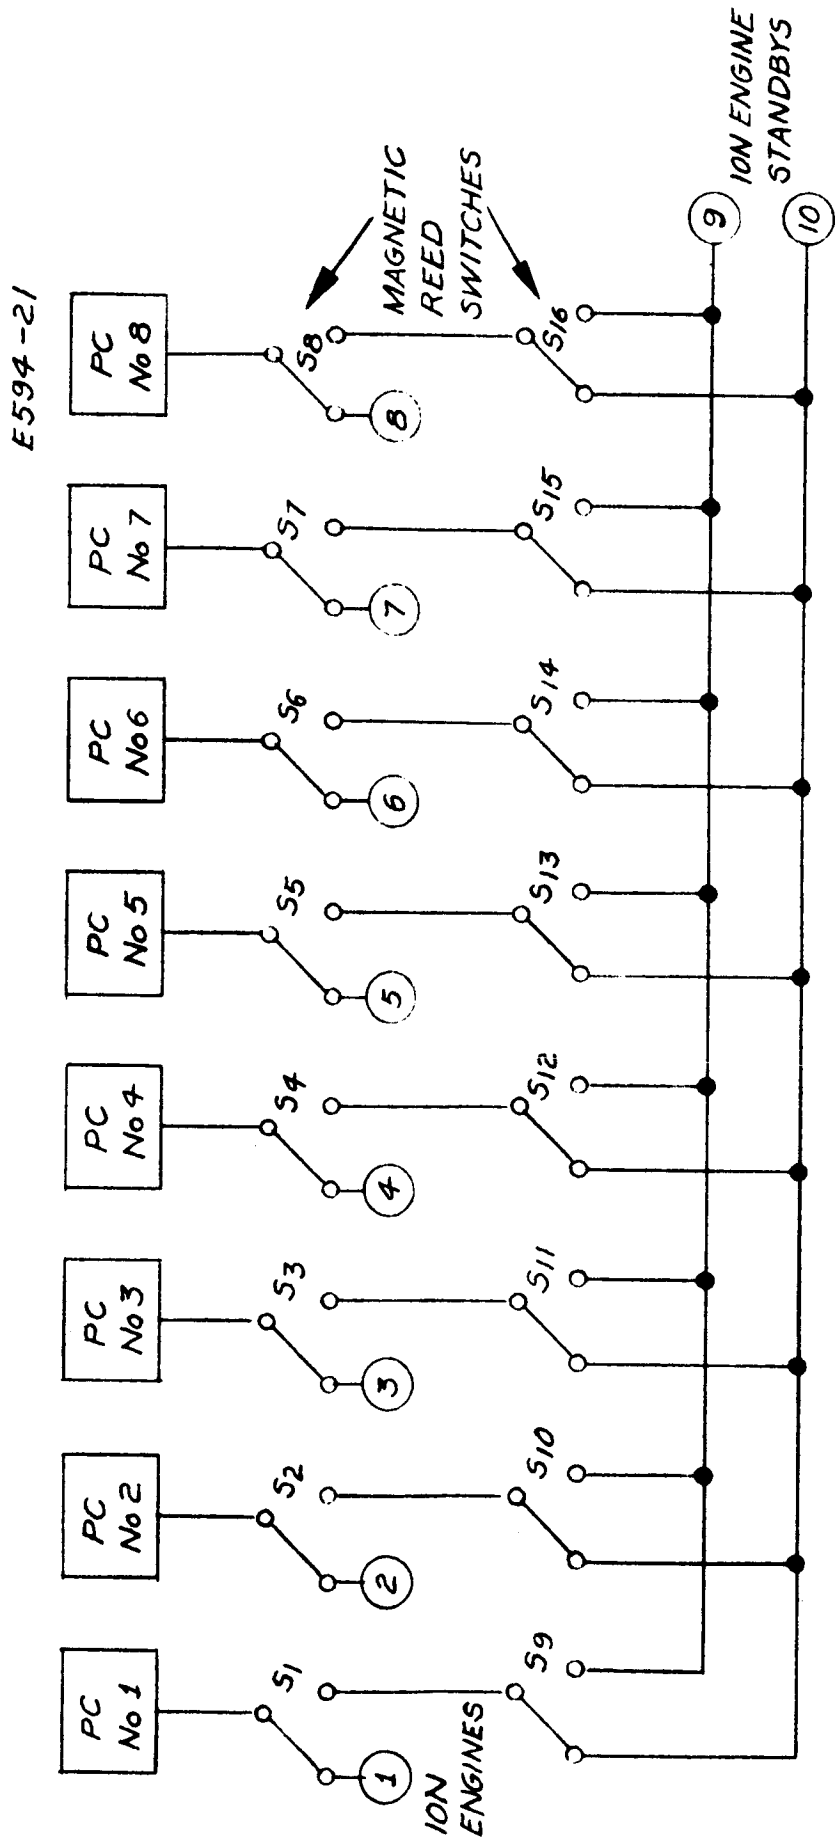 E594-21
PC
No 1
PC
No 2
PC
No 3
PC
No 4
PC
No 5
PC
No 6
PC
No 7
PC
No 8
S1
S2
S3
S4
S5
S6
S7
S8
MAGNETIC
REED
SWITCHES
1
2
3
4
5
6
7
8
ION
ENGINES
S9
S10
S11
S12
S13
S14
S15
S16
9
10
ION ENGINE
STANDBYS